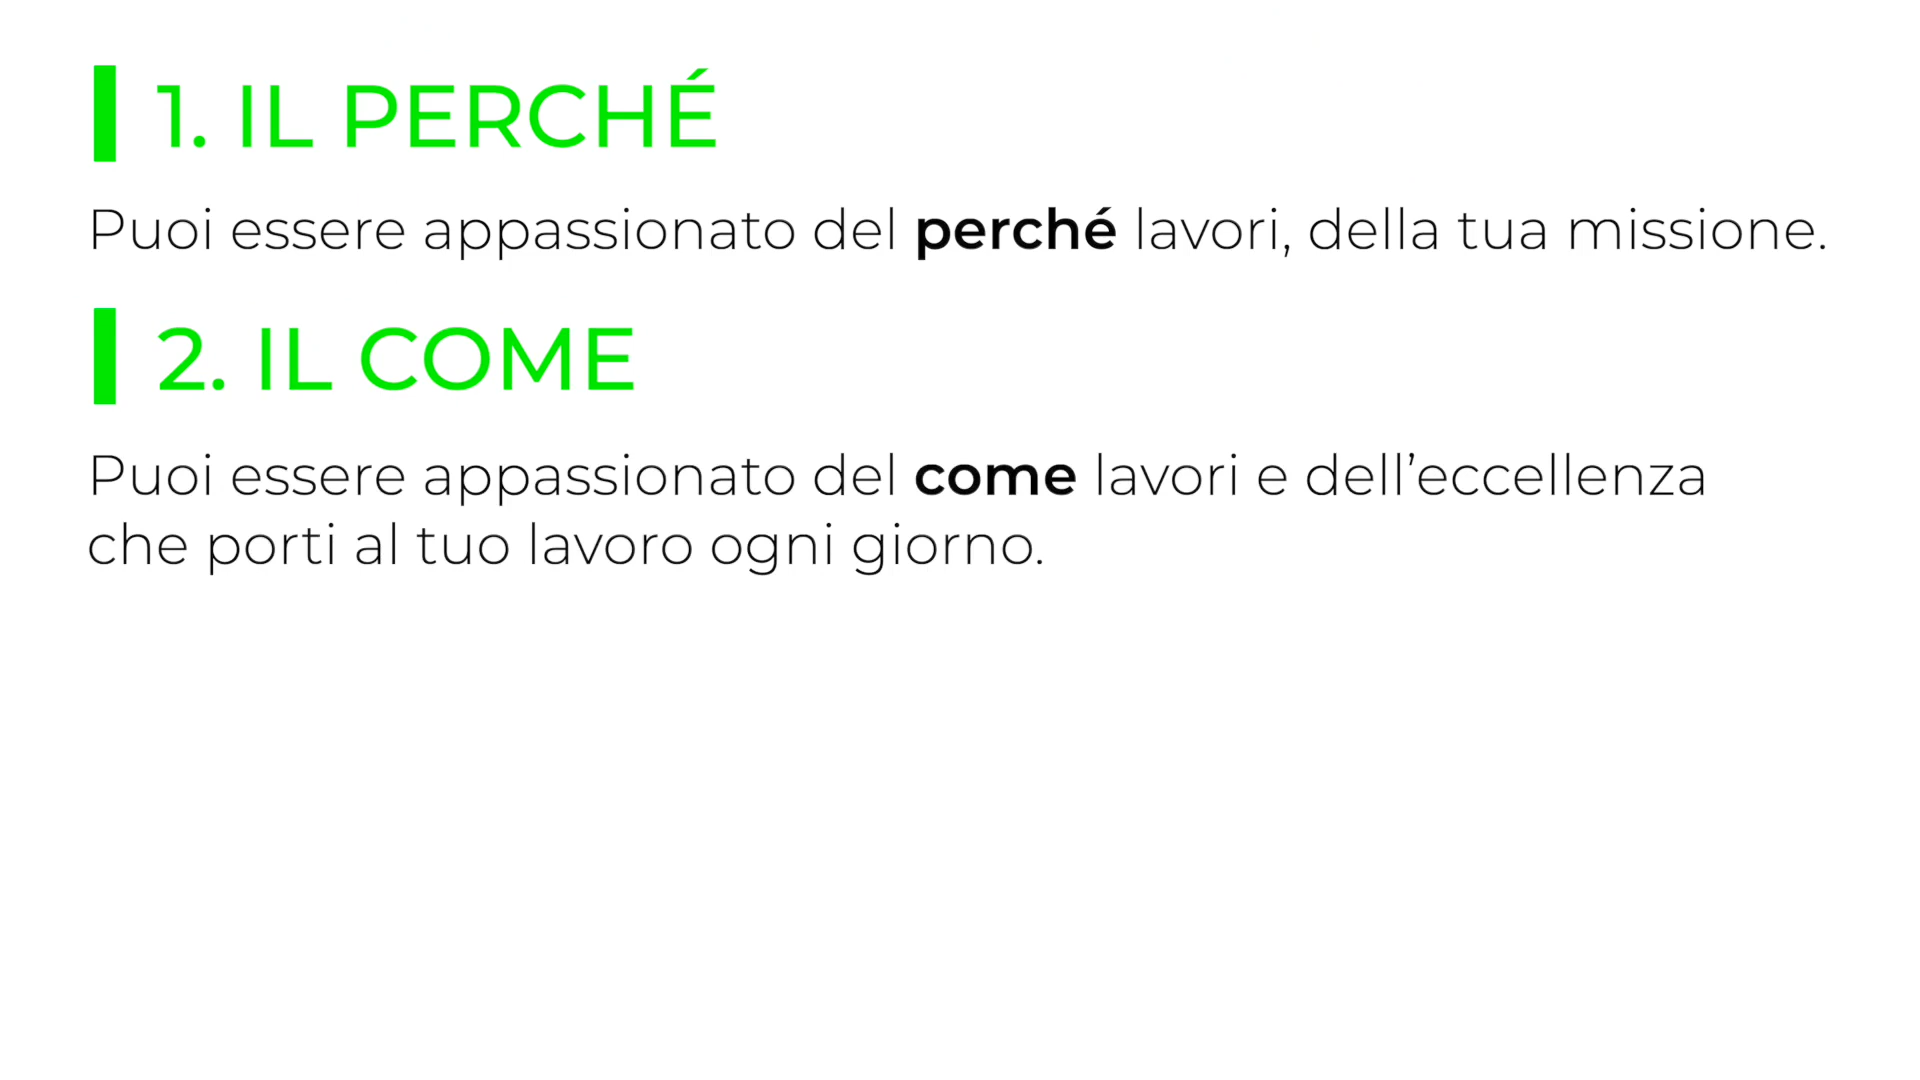 1. IL PERCHÉ
Puoi essere appassionato del perché lavori, della tua missione.
2. IL COME
Puoi essere appassionato del come lavori e dell’eccellenza
che porti al tuo lavoro ogni giorno.